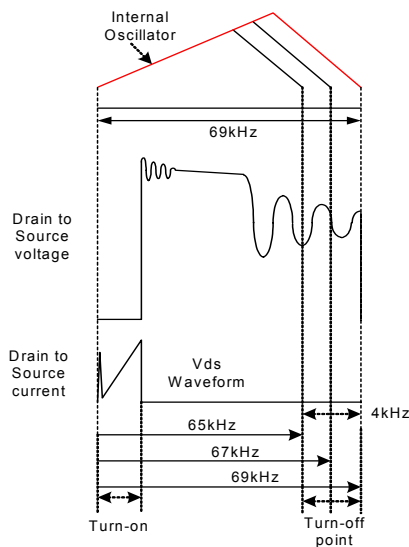 Internal
Oscillator
69kHz
Drain to
Source
voltage
Drain to
Source
current
Vds
Waveform
4kHz
65kHz
67kHz
69kHz
Turn-on
Turn-off
point